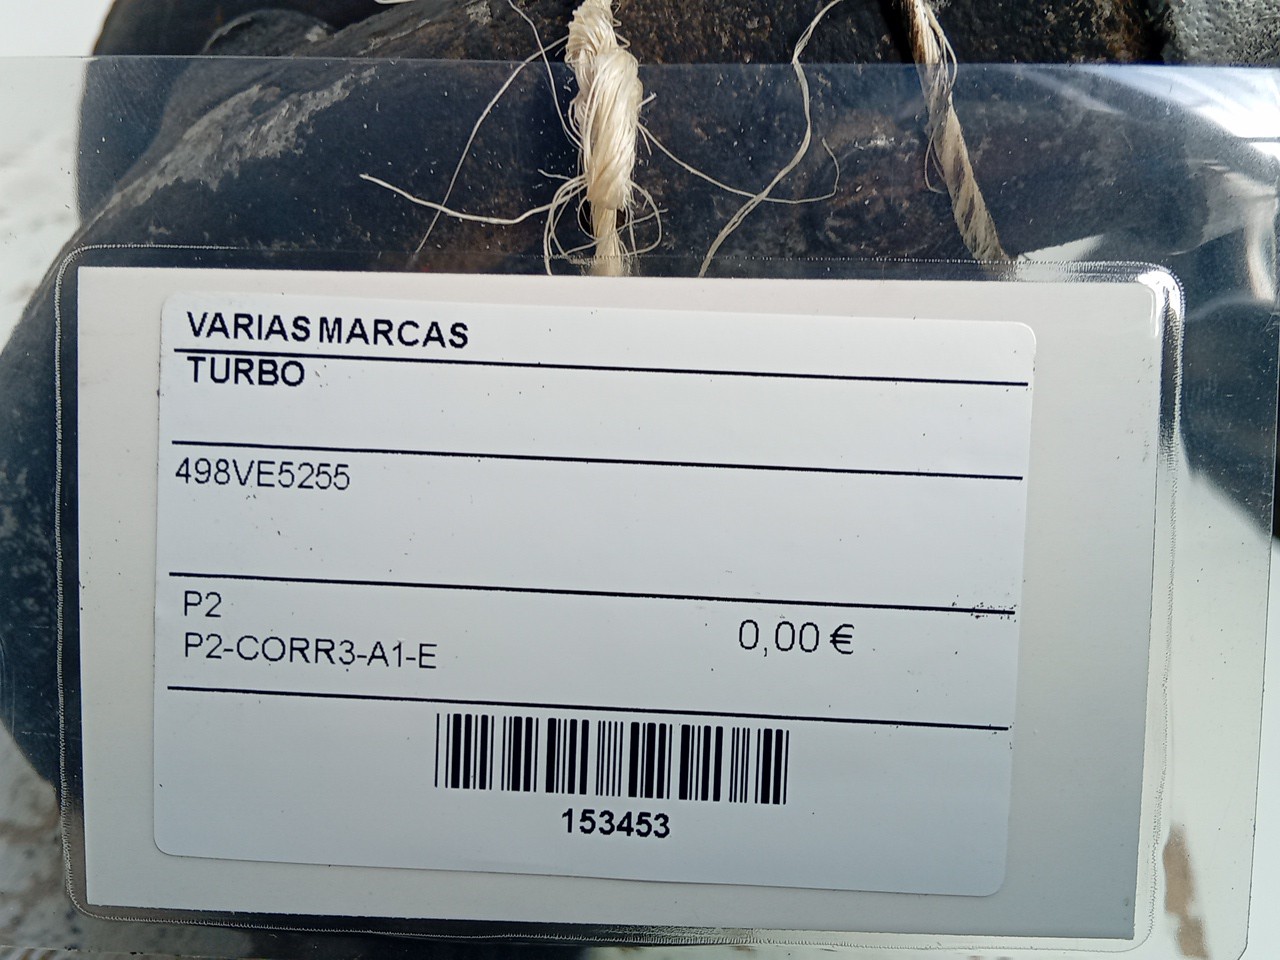 VARIAS MARCAS
TURBO
498VE5255
P2
P2-CORR3-A1-E
0,00 €
153453